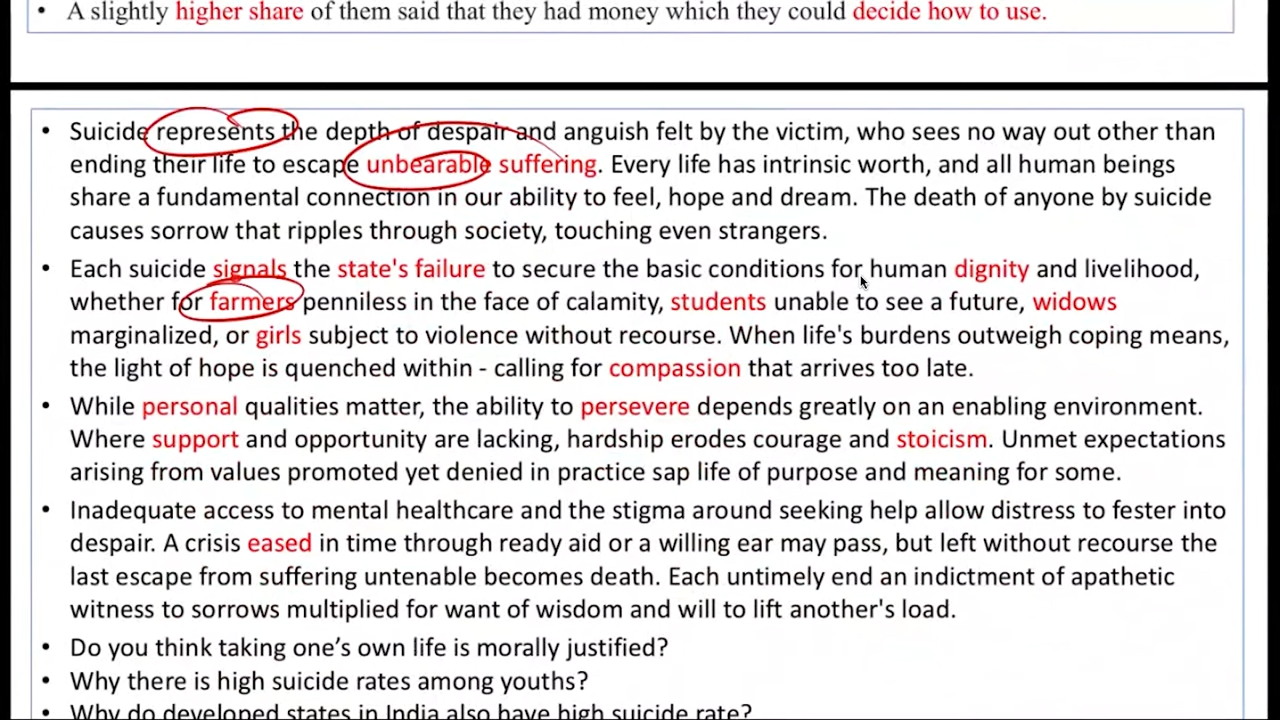 • A slightly higher share of them said that they had money which they could decide how to use.
• Suicide represents the depth of despair and anguish felt by the victim, who sees no way out other than
ending their life to escape unbearable suffering. Every life has intrinsic worth, and all human beings
share a fundamental connection in our ability to feel, hope and dream. The death of anyone by suicide
causes sorrow that ripples through society, touching even strangers.
• Each suicide signals the state's failure to secure the basic conditions for human dignity and livelihood,
whether for farmers penniless in the face of calamity, students unable to see a future, widows
marginalized, or girls subject to violence without recourse. When life's burdens outweigh coping means,
the light of hope is quenched within - calling for compassion that arrives too late.
• While personal qualities matter, the ability to persevere depends greatly on an enabling environment.
Where support and opportunity are lacking, hardship erodes courage and stoicism. Unmet expectations
arising from values promoted yet denied in practice sap life of purpose and meaning for some.
• Inadequate access to mental healthcare and the stigma around seeking help allow distress to fester into
despair. A crisis eased in time through ready aid or a willing ear may pass, but left without recourse the
last escape from suffering untenable becomes death. Each untimely end an indictment of apathetic
witness to sorrows multiplied for want of wisdom and will to lift another's load.
• Do you think taking one’s own life is morally justified?
• Why there is high suicide rates among youths?
• Why do developed states in India also have high suicide rate?